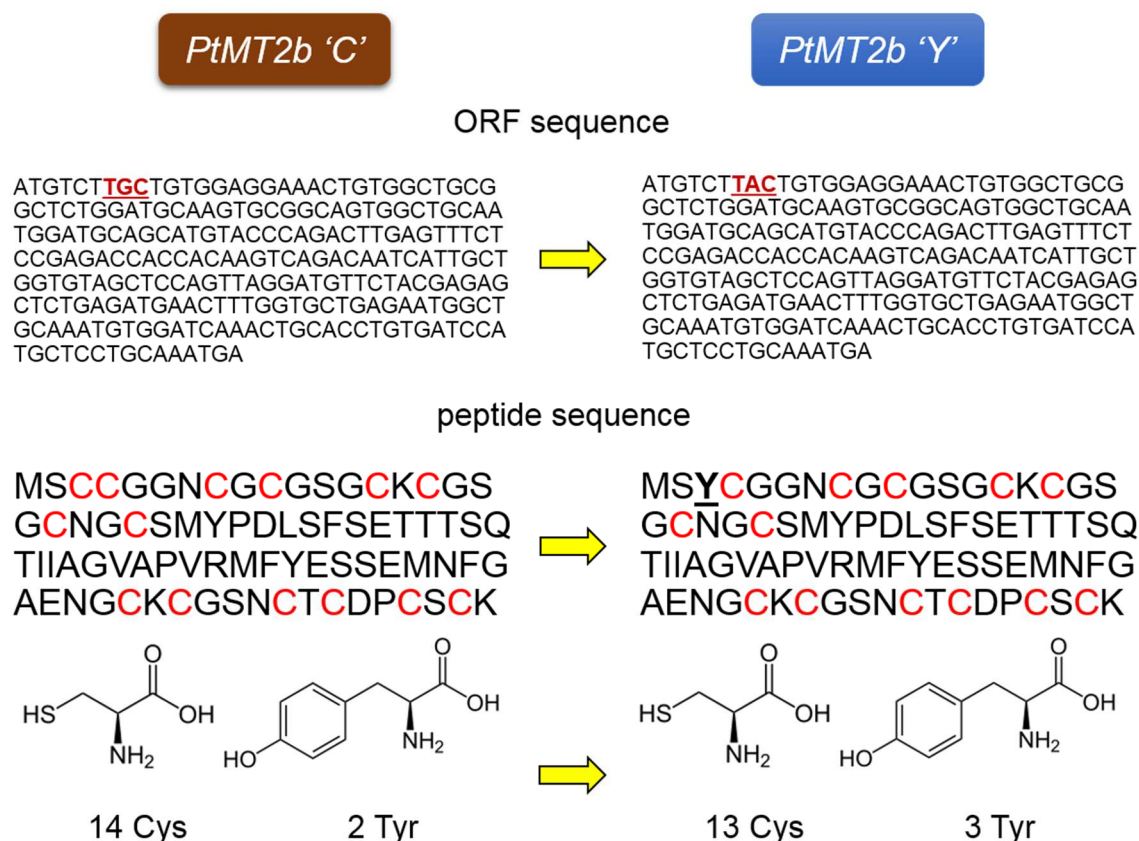 PtMT2b ‘C’
PtMT2b ‘Y’
ORF sequence
ATGTCTTGCTGTGGAGGAAACTGTGGCTGCG
GCTCTGGATGCAAGTGCGGCAGTGGCTGCAA
TGGATGCAGCATGTACCCAGACTTGAGTTTCT
CCGAGACCACCACAAGTCAGACAATCATTGCT
GGTGTAGCTCCAGTTAGGATGTTCTACGAGAG
CTCTGAGATGAACTTTGGTGCTGAGAATGGCT
GCAAATGTGGATCAAACTGCACCTGTGATCCA
TGCTCCTGCAAATGA
ATGTCTTACTGTGGAGGAAACTGTGGCTGCG
GCTCTGGATGCAAGTGCGGCAGTGGCTGCAA
TGGATGCAGCATGTACCCAGACTTGAGTTTCT
CCGAGACCACCACAAGTCAGACAATCATTGCT
GGTGTAGCTCCAGTTAGGATGTTCTACGAGAG
CTCTGAGATGAACTTTGGTGCTGAGAATGGCT
GCAAATGTGGATCAAACTGCACCTGTGATCCA
TGCTCCTGCAAATGA
peptide sequence
MSCCGGNCGCGSGCKCGS
GCNGCSMYPDLSFSETTTSQ
TIIAGVAPVRMFYESSEMNFG
AENGCKCGSNCTCDPCSCK
MSYCGGNCGCGSGCKCGS
GCNGCSMYPDLSFSETTTSQ
TIIAGVAPVRMFYESSEMNFG
AENGCKCGSNCTCDPCSCK
O
HS
OH
NH2
O
OH
NH2
HO
O
HS
OH
NH2
O
OH
NH2
HO
14 Cys
2 Tyr
13 Cys
3 Tyr